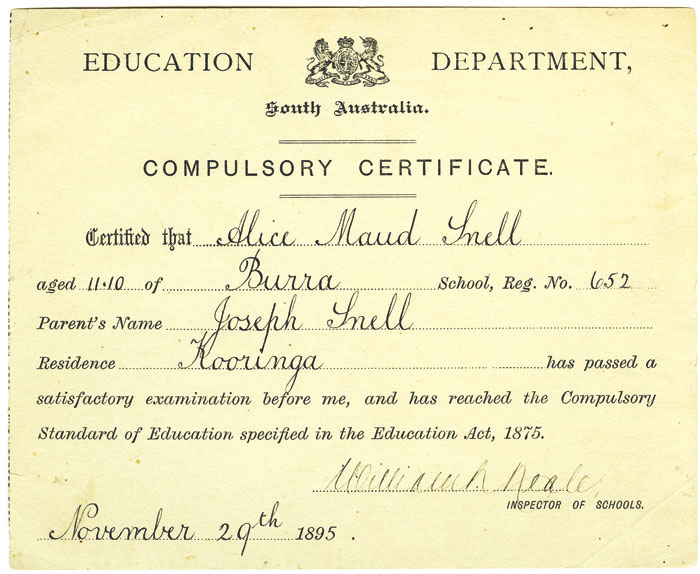 EDUCATION DEPARTMENT,
South Australia.
COMPULSORY CERTIFICATE.
Certified that Alice Maud Snell
aged 11.10 of Burra School, Reg. No. 652
Parent's Name Joseph Snell
Residence Kooringa has passed a
satisfactory examination before me, and has reached the Compulsory
Standard of Education specified in the Education Act, 1875.
William Neale
INSPECTOR OF SCHOOLS.
November 29th 1895.